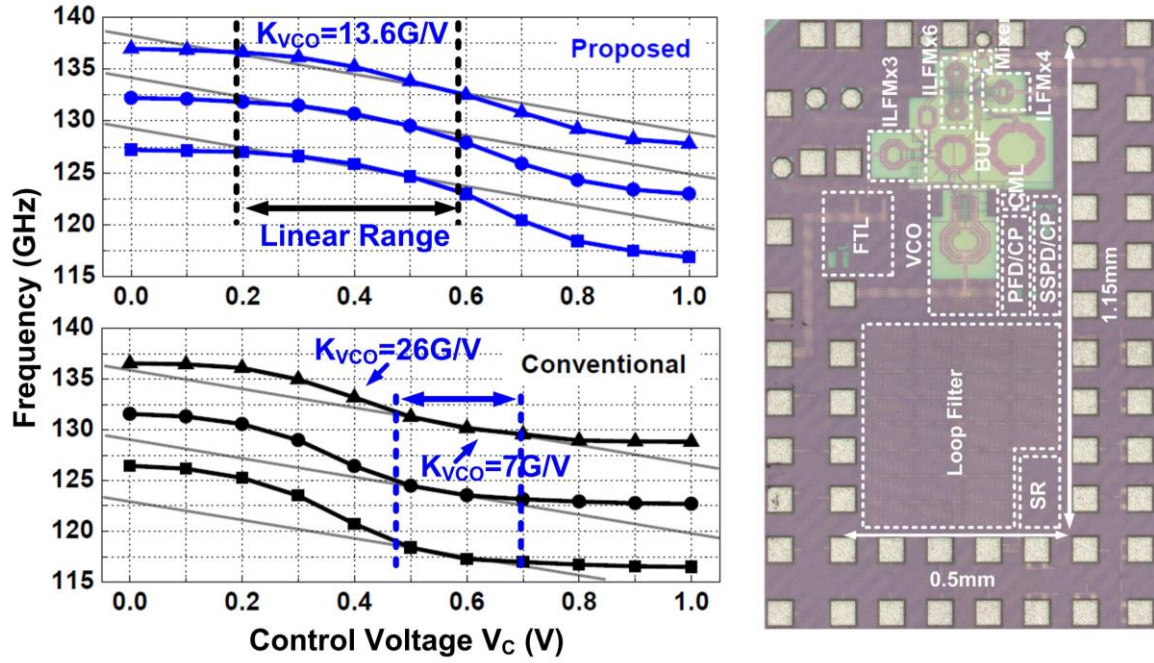 Frequency (GHz)
140
135
130
125
120
115
K_VCO=13.6G/V
Proposed
Linear Range
0.0 0.2 0.4 0.6 0.8 1.0
140
135
130
125
120
115
K_VCO=26G/V
Conventional
K_VCO=7G/V
0.0 0.2 0.4 0.6 0.8 1.0
Control Voltage V_C (V)
ILFMx3
ILFMx6
Mixer
ILFMx4
BUF
CML
FTL
VCO
PFD/CP
SSPD/CP
1.15mm
Loop Filter
SR
0.5mm